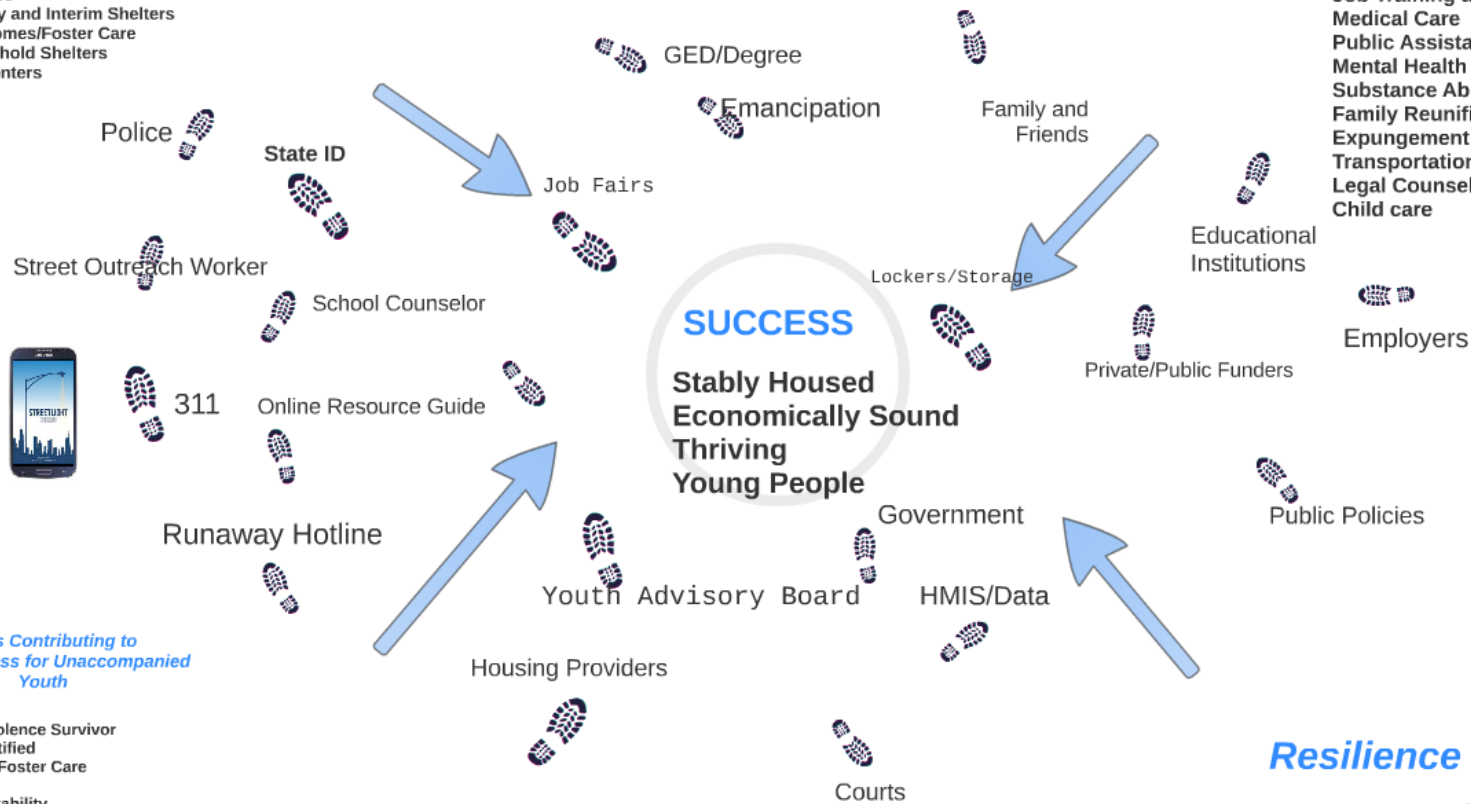 y and Interim Shelters
omes/Foster Care
hold Shelters
nters
GED/Degree
Emancipation
Family and
Friends
Medical Care
Public Assista
Mental Health
Substance Ab
Family Reunifi
Expungement
Transportation
Legal Counsel
Child care
Police
State ID
Job Fairs
Street Outreach Worker
School Counselor
Lockers/Storage
Educational
Institutions
Employers
Private/Public Funders
STREETLIGHT
311
Online Resource Guide
SUCCESS
Stably Housed
Economically Sound
Thriving
Young People
Government
Public Policies
Runaway Hotline
Youth Advisory Board
HMIS/Data
Housing Providers
Courts
s Contributing to
ss for Unaccompanied
Youth
olence Survivor
tified
Foster Care
ability
Resilience